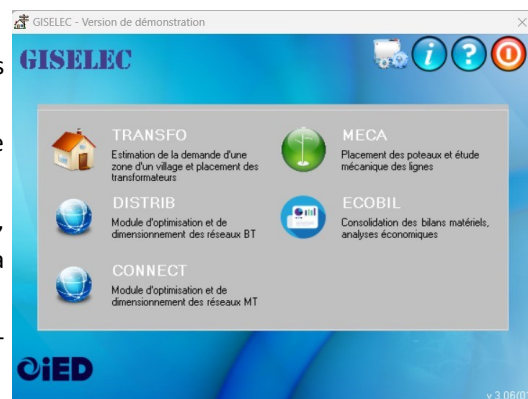 GISELEC - Version de démonstration
GISELEC
TRANSFO
Estimation de la demande d'une
zone d'un village et placement des
transformateurs
DISTRIB
Module d'optimisation et de
dimensionnement des réseaux BT
CONNECT
Module d'optimisation et de
dimensionnement des réseaux MT
MECA
Placement des poteaux et étude
mécanique des lignes
ECOBIL
Consolidation des bilans matériels,
analyses économiques
iED